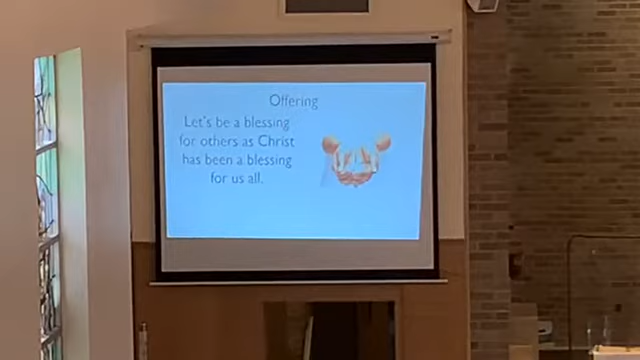 Offering
Let's be a blessing
for others as Christ
has been a blessing
for us all.